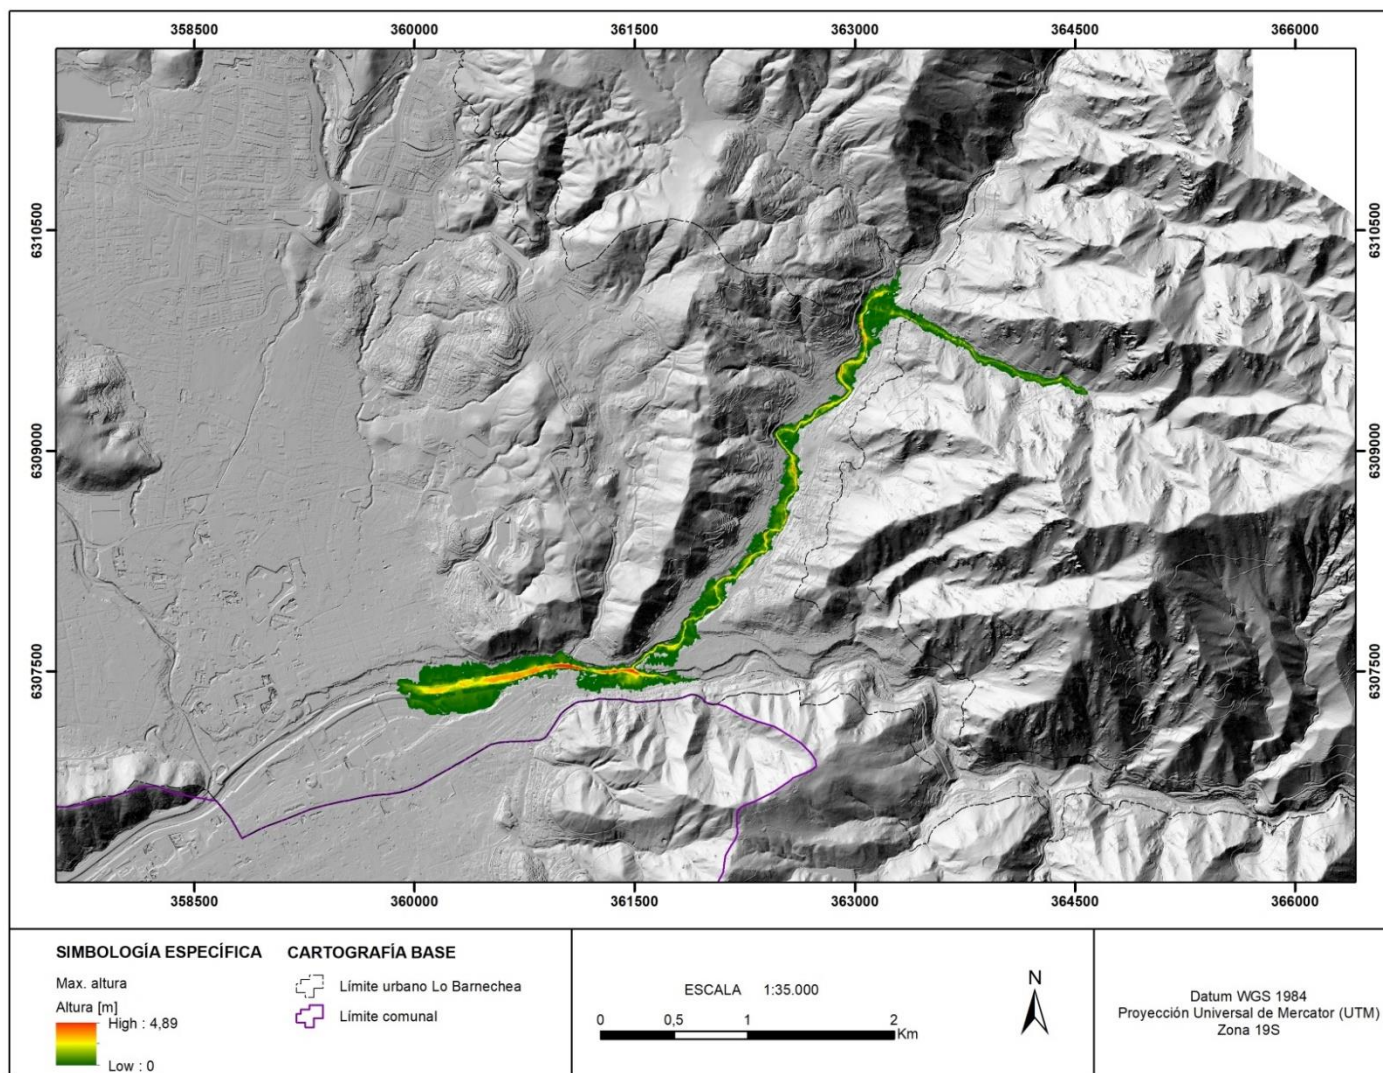 358500 360000 361500 363000 364500 366000
6310500 6310500
6309000 6309000
6307500 6307500
358500 360000 361500 363000 364500 366000
SIMBOLOGÍA ESPECÍFICA
Max. altura
Altura [m]
High : 4,89
Low : 0
CARTOGRAFÍA BASE
Límite urbano Lo Barnechea
Límite comunal
ESCALA 1:35.000
0 0,5 1 2
Km
N
Datum WGS 1984
Proyección Universal de Mercator (UTM)
Zona 19S